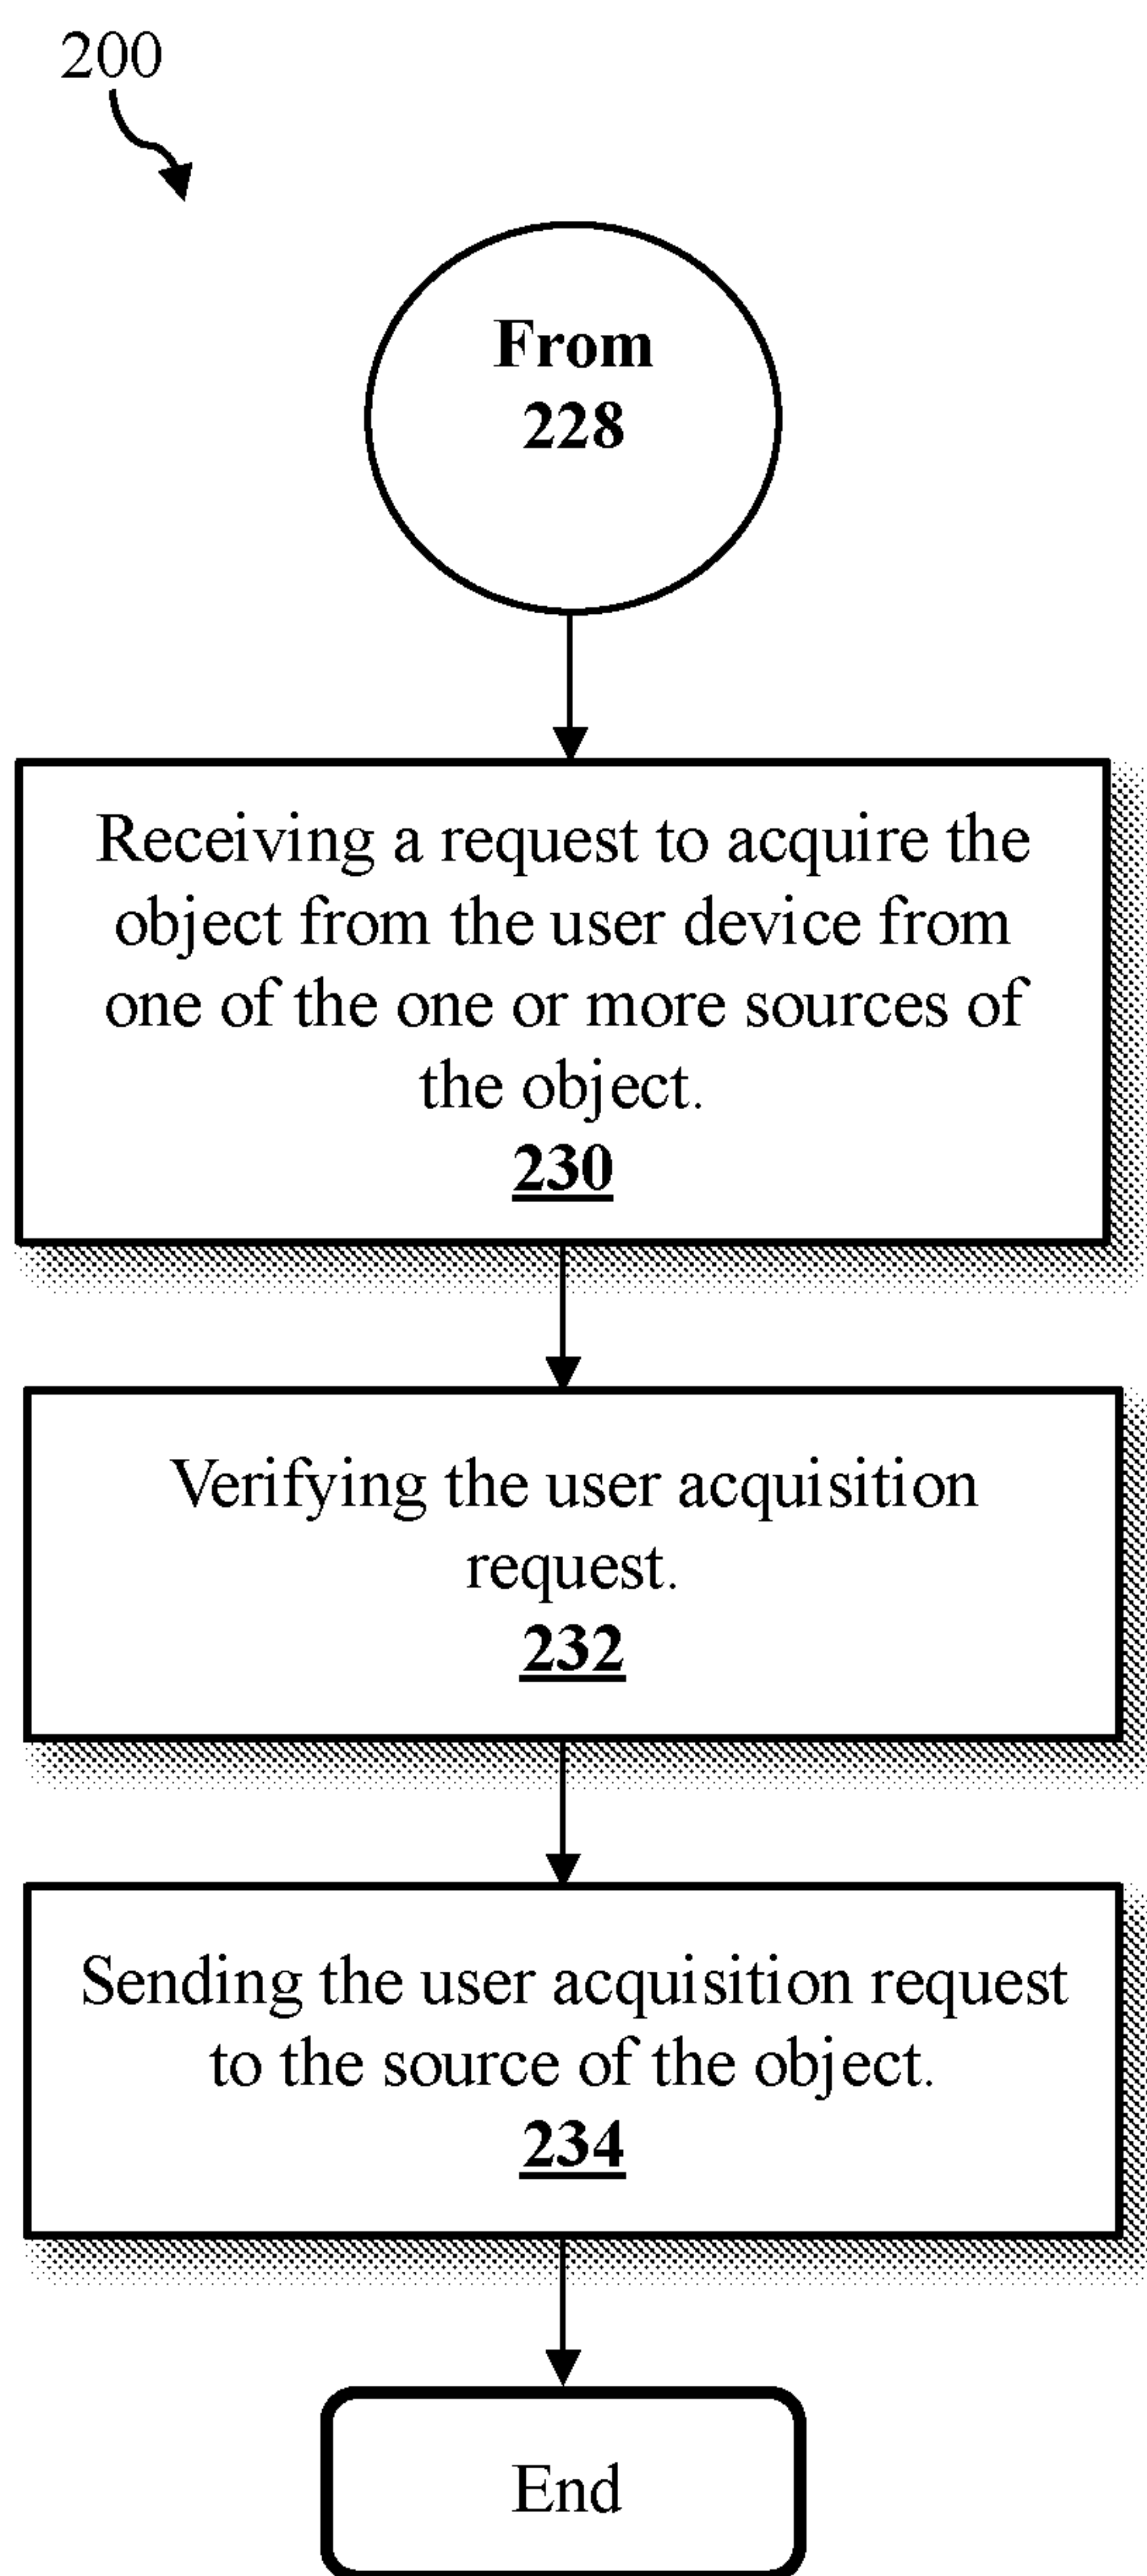 200
From
228
Receiving a request to acquire the
object from the user device from
one of the one or more sources of
the object.
230
Verifying the user acquisition
request.
232
Sending the user acquisition request
to the source of the object.
234
End